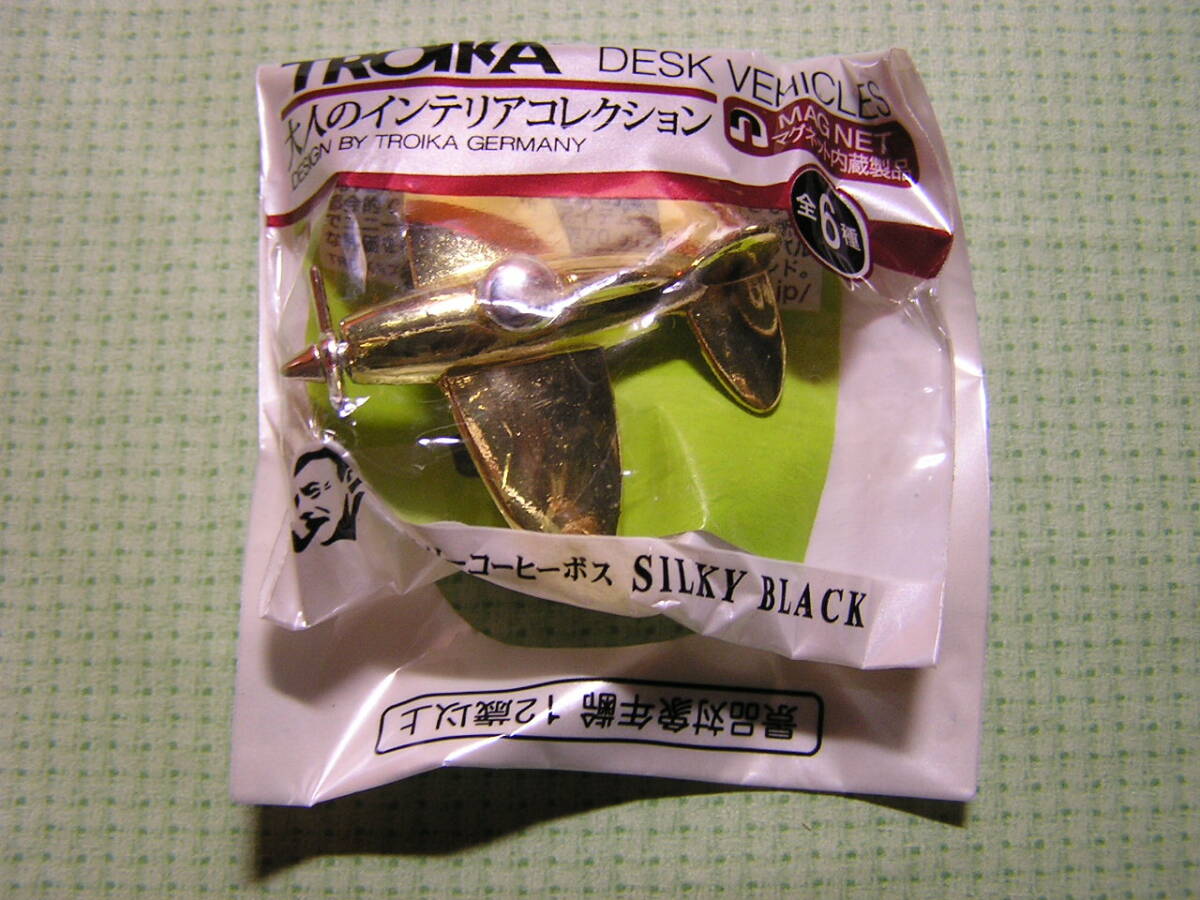 TROIKA DESK VEHICLES
大人のインテリアコレクション
DESIGN BY TROIKA GERMANY
MAGNET
マグネット内蔵製品
全6種
ーコーヒーボス SILKY BLACK
景品対象年齢 12歳以上